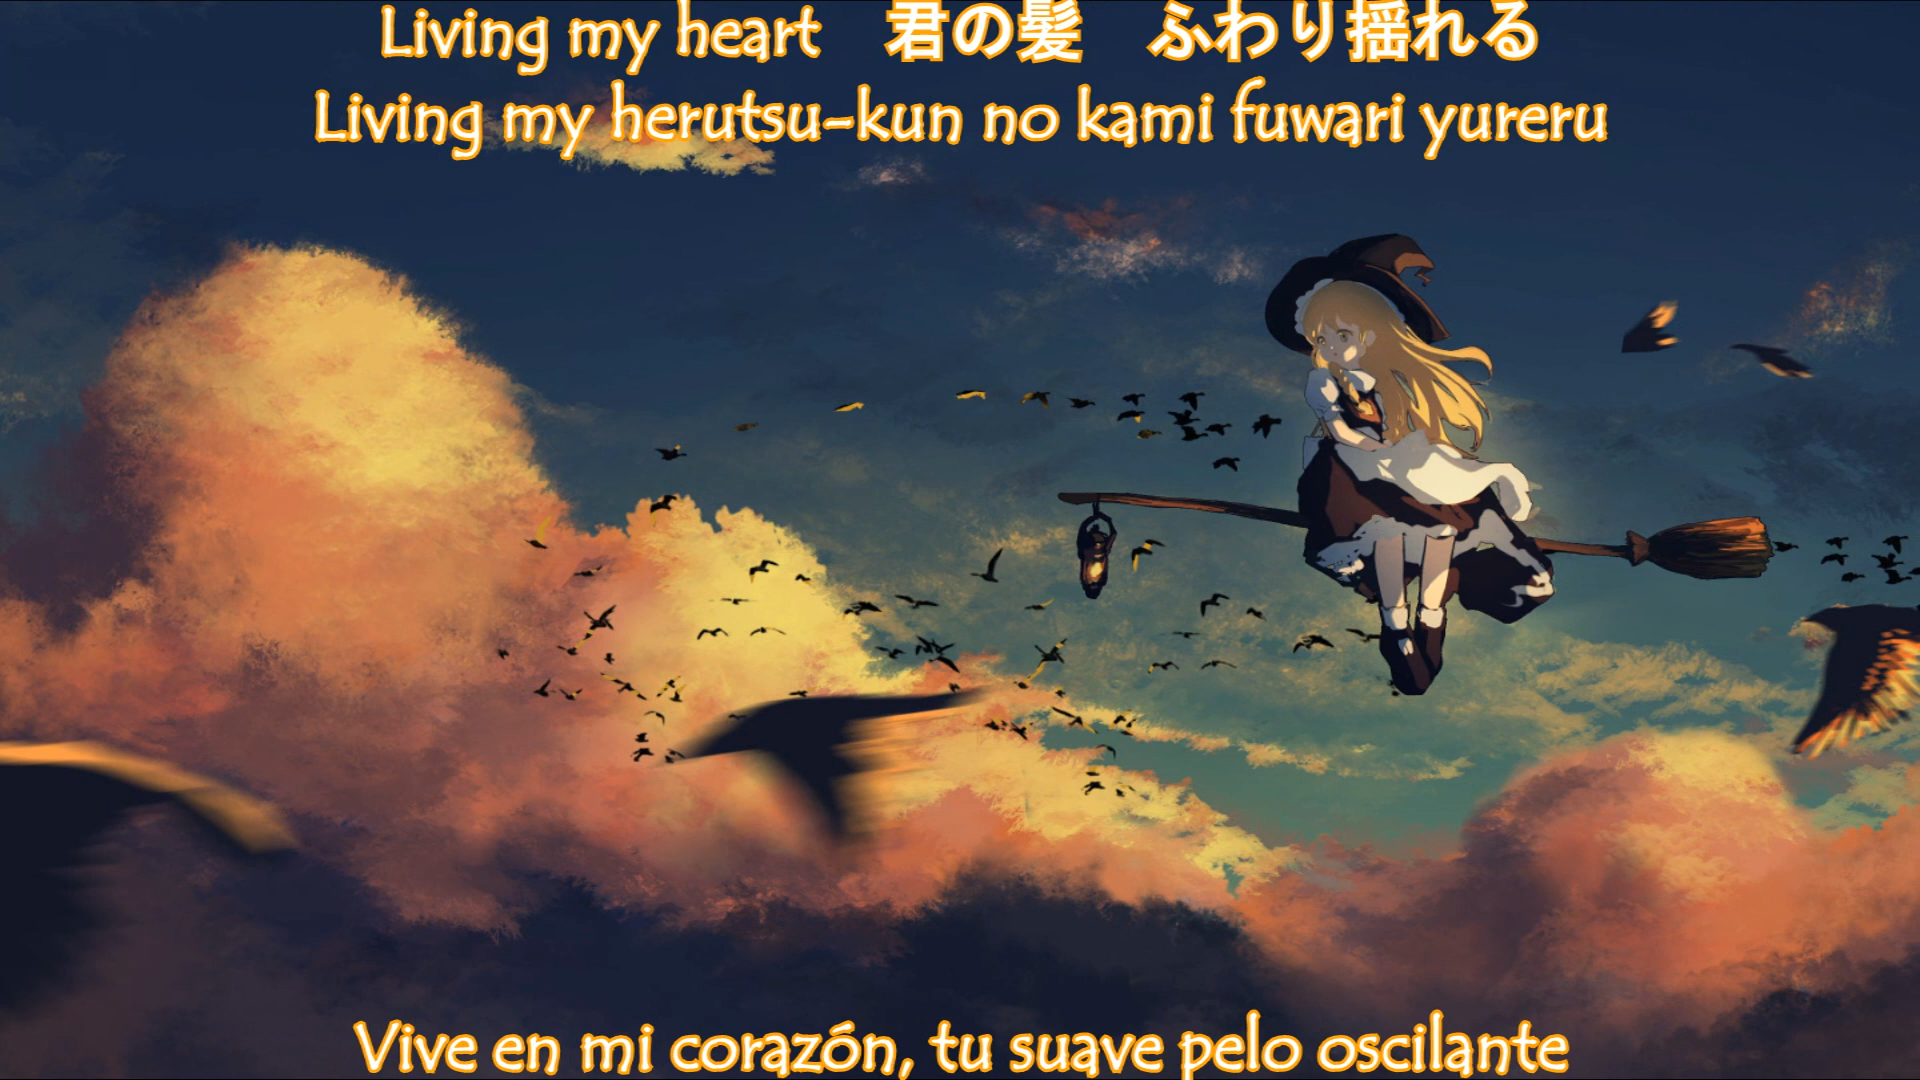 Living my heart　君の髪　ふわり揺れる
Living my herutsu-kun no kami fuwari yureru
Vive en mi corazón, tu suave pelo oscilante